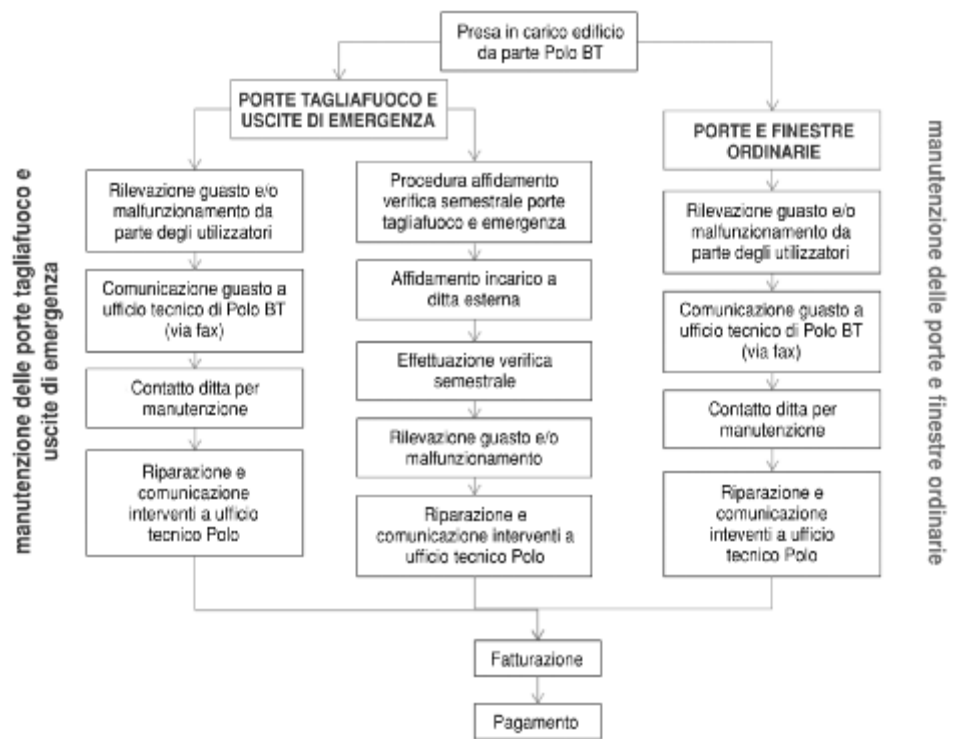 Presa in carico edificio
da parte Polo BT
PORTE TAGLIAFUOCO E
USCITE DI EMERGENZA
PORTE E FINESTRE
ORDINARIE
manutenzione delle porte tagliafuoco e
uscite di emergenza
Rilevazione guasto e/o
malfunzionamento da
parte degli utilizzatori
Comunicazione guasto a
ufficio tecnico di Polo BT
(via fax)
Contatto ditta per
manutenzione
Riparazione e
comunicazione
interventi a ufficio
tecnico Polo
Procedura affidamento
verifica semestrale porte
tagliafuoco e emergenza
Affidamento incarico a
ditta esterna
Effettuazione verifica
semestrale
Rilevazione guasto e/o
malfunzionamento
Riparazione e
comunicazione interventi a
ufficio tecnico Polo
Rilevazione guasto e/o
malfunzionamento da
parte degli utilizzatori
Comunicazione guasto a
ufficio tecnico di Polo BT
(via fax)
Contatto ditta per
manutenzione
Riparazione e
comunicazione
inteventi a ufficio
tecnico Polo
manutenzione delle porte e finestre ordinarie
Fatturazione
Pagamento